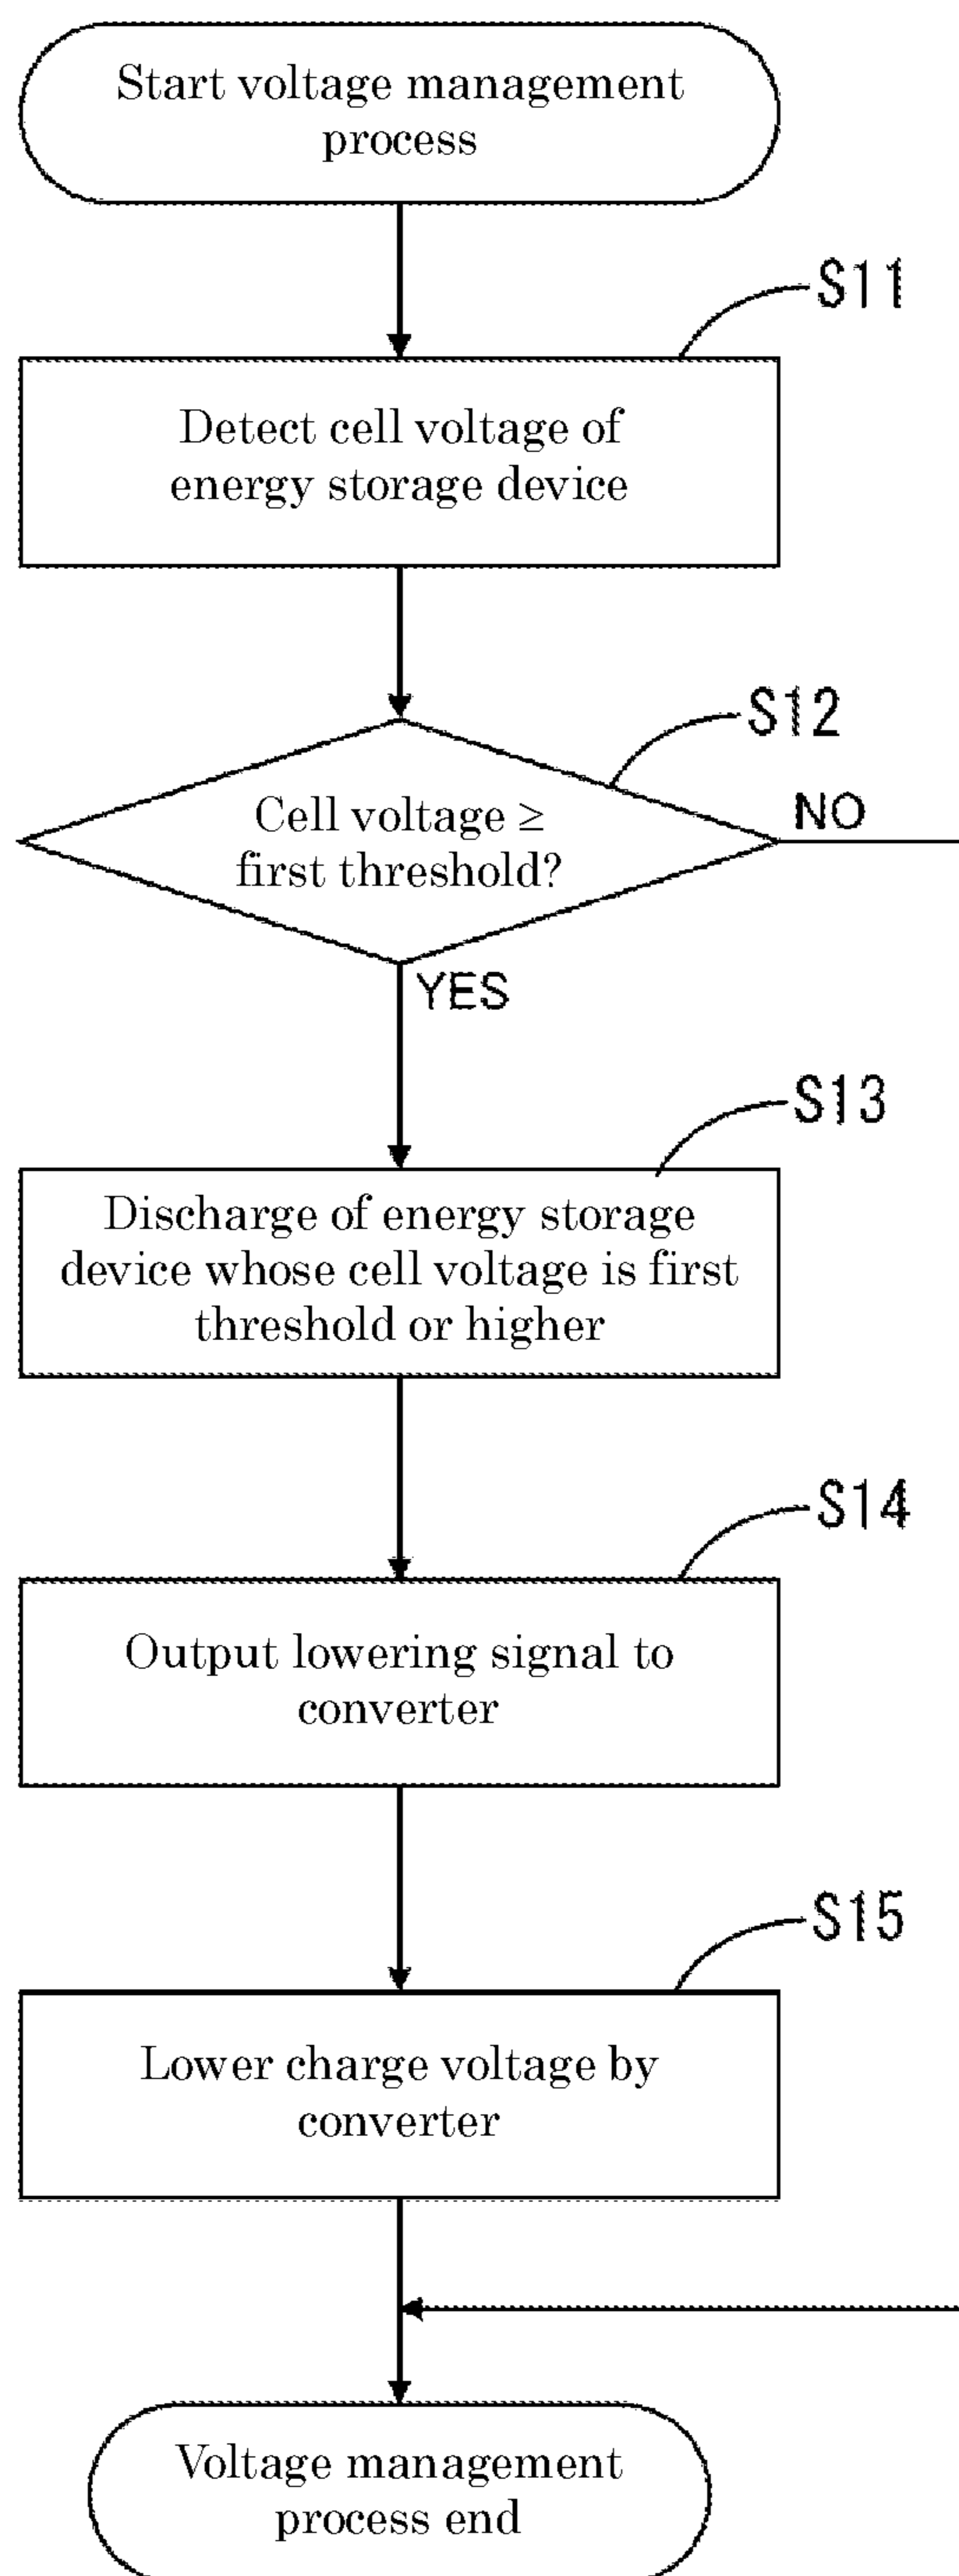 Start voltage management
process
S11
Detect cell voltage of
energy storage device
S12
Cell voltage ≥
first threshold?
NO
YES
S13
Discharge of energy storage
device whose cell voltage is first
threshold or higher
S14
Output lowering signal to
converter
S15
Lower charge voltage by
converter
Voltage management
process end